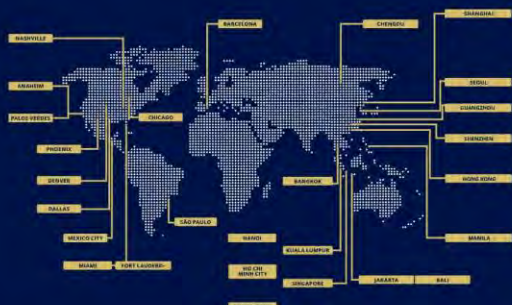 NASHVILLE
BARCELONA
CHENGDU
SHANGHAI
ANAHEIM
SEOUL
PALOS VERDES
CHICAGO
GUANGZHOU
PHOENIX
SHENZHEN
DENVER
BANGKOK
HONG KONG
DALLAS
SÃO PAULO
MEXICO CITY
HANOI
KUALA LUMPUR
MANILA
MIAMI
FORT LAUDERD
HO CHI
MINH CITY
SINGAPORE
JAKARTA
BALI